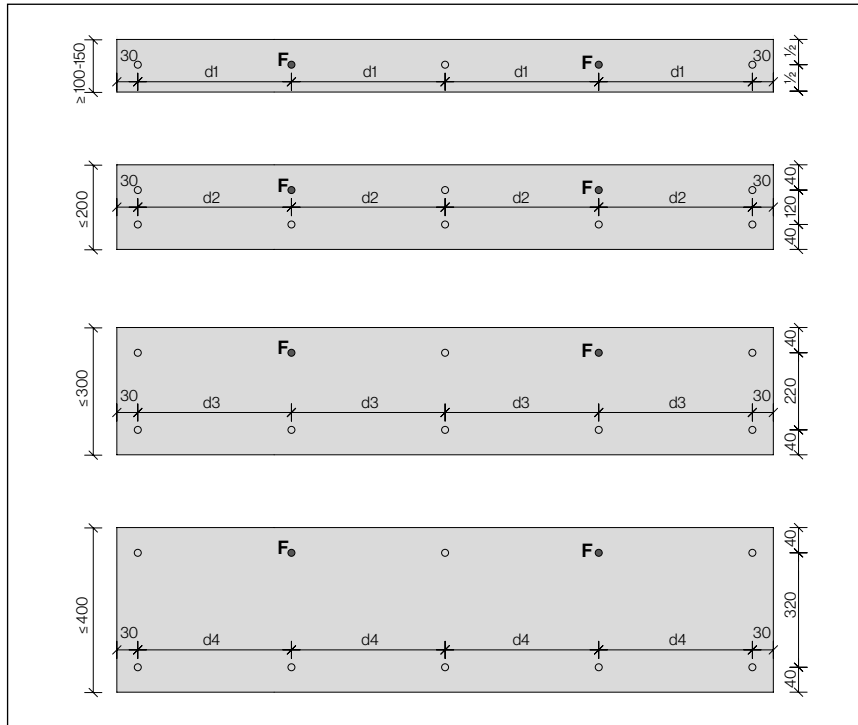 ≥ 100-150
30 F F 30 ½
d1 d1 d1 d1 ½
≤200
30 F F 30 40
d2 d2 d2 d2 120
40
≤300
F F 40
30 d3 d3 d3 d3 30 220
40
≤400
F F 40
320
30 d4 d4 d4 d4 30
40